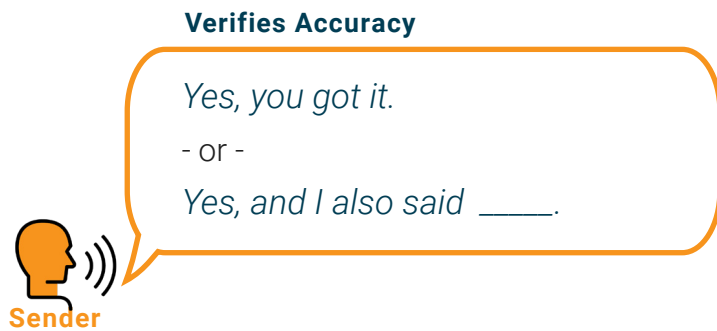 Verifies Accuracy
Yes, you got it.
- or -
Yes, and I also said _____.
Sender